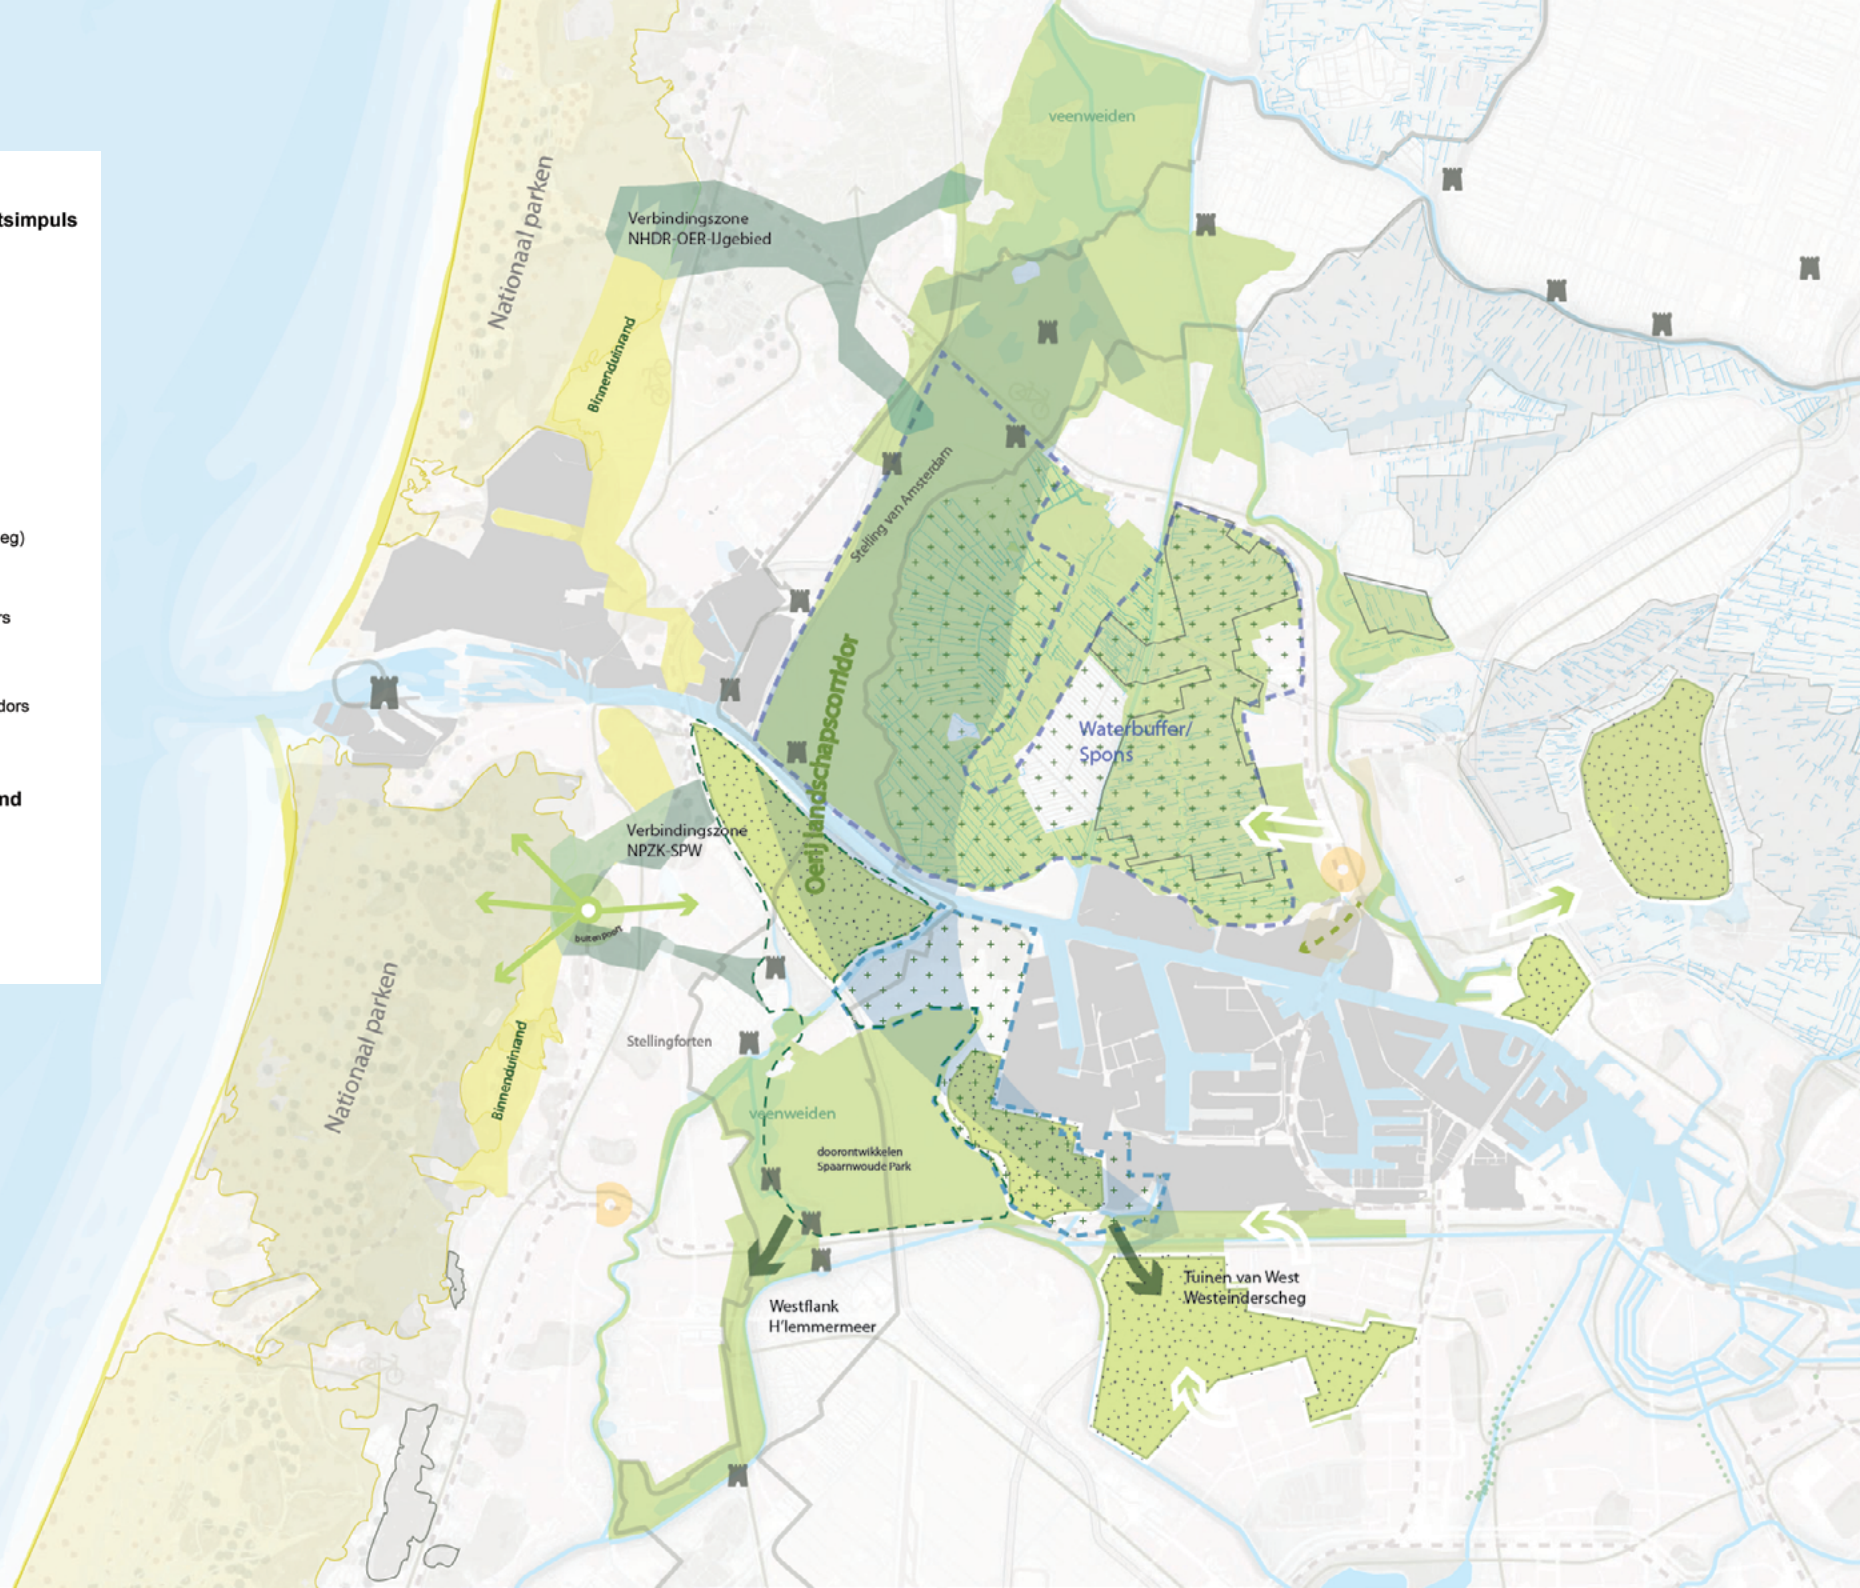 tsimpuls
eg)
rs
dors
nd
Nationaal parken
veenweiden
Verbindingszone
NHDR-OER-IJgebied
Binnenduinrand
Stelling van Amsterdam
Oerij landschapscorridor
Waterbuffer/
Spons
Verbindingszone
NPZK-SPW
buitenpoort
Nationaal parken
Binnenduinrand
Stellingforten
veenweiden
doorontwikkelen
Spaarnwoude Park
Westflank
H'lemmermeer
Tuinen van West
Westeinderscheg